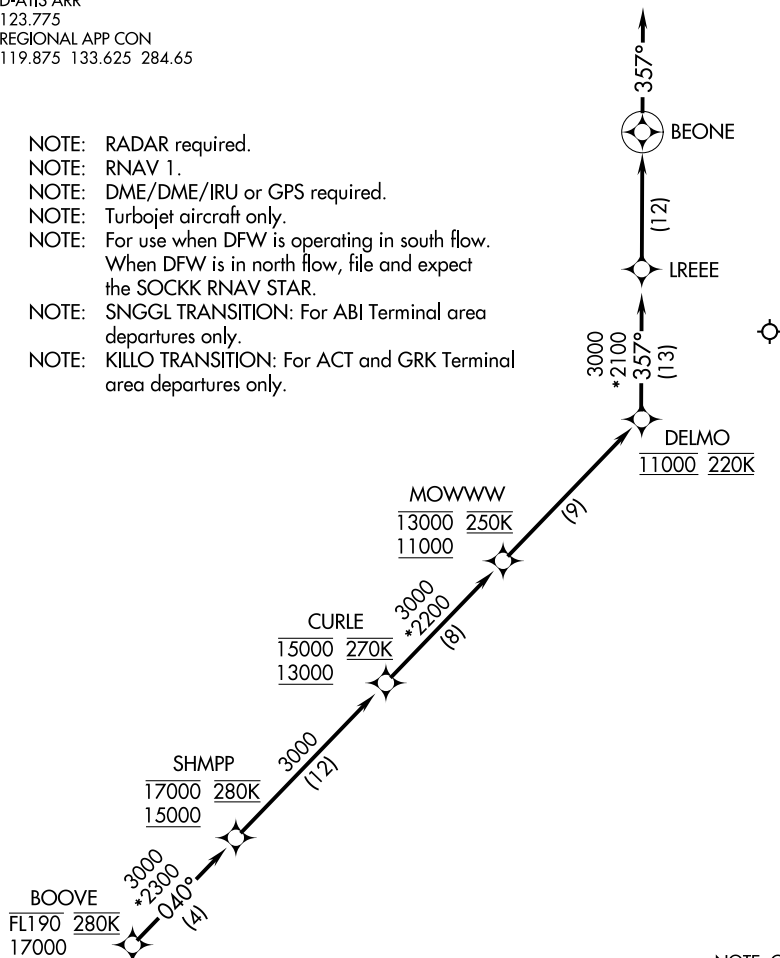 D-ATIS ARR
123.775
REGIONAL APP CON
119.875 133.625 284.65
NOTE: RADAR required.
NOTE: RNAV 1.
NOTE: DME/DME/IRU or GPS required.
NOTE: Turbojet aircraft only.
NOTE: For use when DFW is operating in south flow.
When DFW is in north flow, file and expect
the SOCKK RNAV STAR.
NOTE: SNGGL TRANSITION: For ABI Terminal area
departures only.
NOTE: KILLO TRANSITION: For ACT and GRK Terminal
area departures only.
357°
BEONE
(12)
LREEE
3000
*2100
357°
(13)
DELMO
11000 220K
(9)
MOWWW
13000 250K
11000
3000
*2200
(8)
CURLE
15000 270K
13000
3000
(12)
SHMPP
17000 280K
15000
3000
*2300
040°
(4)
BOOVE
FL190 280K
17000